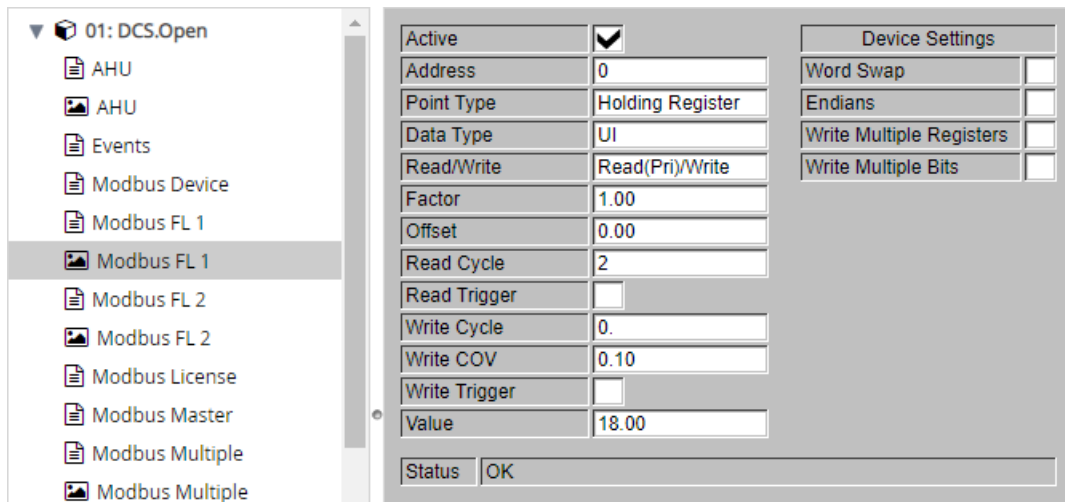 01: DCS.Open
AHU
AHU
Events
Modbus Device
Modbus FL 1
Modbus FL 1
Modbus FL 2
Modbus FL 2
Modbus License
Modbus Master
Modbus Multiple
Modbus Multiple
Active
Address 0
Point Type Holding Register
Data Type UI
Read/Write Read(Pri)/Write
Factor 1.00
Offset 0.00
Read Cycle 2
Read Trigger
Write Cycle 0.
Write COV 0.10
Write Trigger
Value 18.00
Status OK
Device Settings
Word Swap
Endians
Write Multiple Registers
Write Multiple Bits